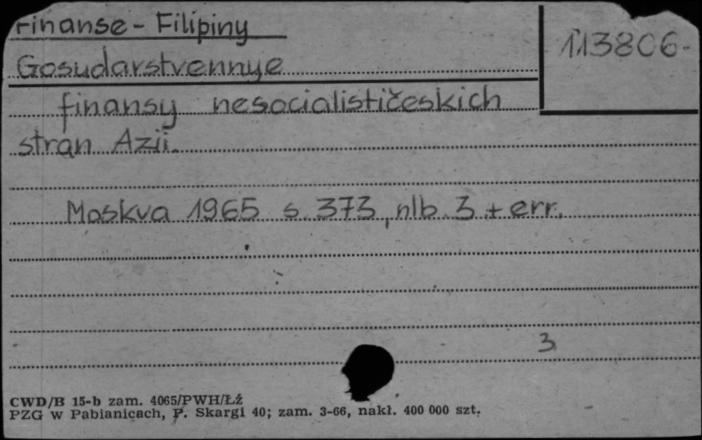 Finanse - Filipiny
113806-
Gosudarstvennye
finansy nesocialističeskich
stran Azii.
Moskva 1965 s. 373, nlb. 3 + err.
3
CWD/B 15-b zam. 4065/PWH/Łź
PZG w Pabianicach, P. Skargi 40; zam. 3-66, nakł. 400 000 szt.